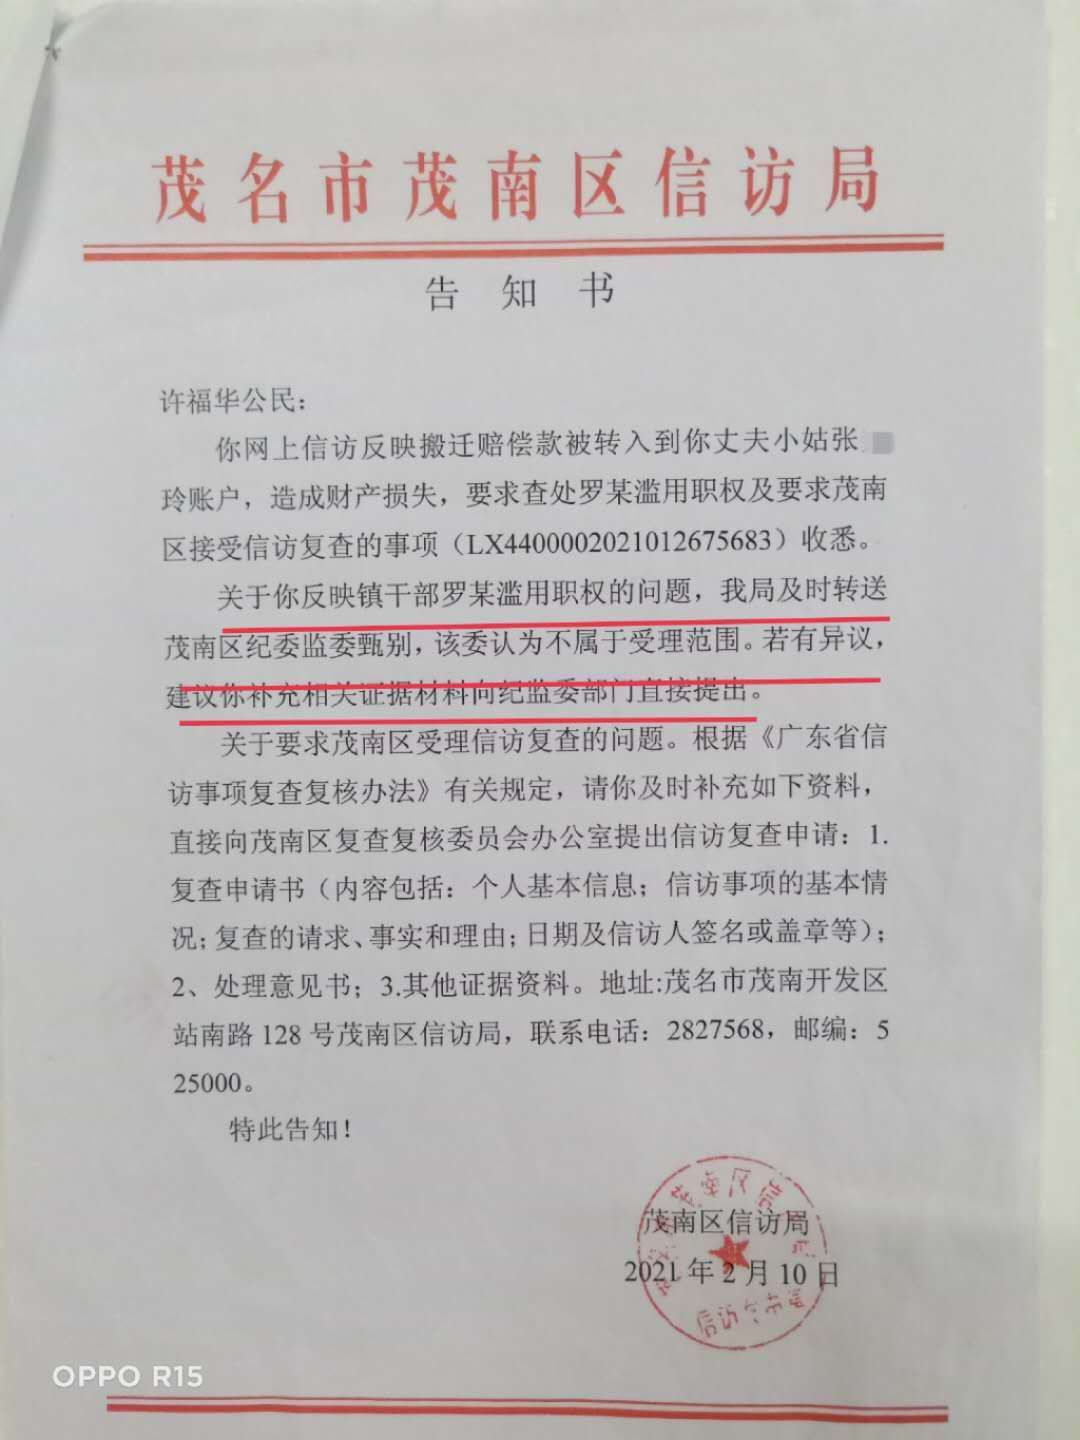 茂名市茂南区信访局
告知书
许福华公民：
你网上信访反映搬迁赔偿款被转入到你丈夫小姑张
玲账户，造成财产损失，要求查处罗某滥用职权及要求茂南
区接受信访复查的事项（LX4400002021012675683）收悉。
关于你反映镇干部罗某滥用职权的问题，我局及时转送
茂南区纪委监委甄别，该委认为不属于受理范围。若有异议，
建议你补充相关证据材料向纪监委部门直接提出。
关于要求茂南区受理信访复查的问题。根据《广东省信
访事项复查复核办法》有关规定，请你及时补充如下资料，
直接向茂南区复查复核委员会办公室提出信访复查申请：1.
复查申请书（内容包括：个人基本信息；信访事项的基本情
况；复查的请求、事实和理由；日期及信访人签名或盖章等）；
2、处理意见书；3.其他证据资料。地址:茂名市茂南开发区
站南路 128 号茂南区信访局，联系电话：2827568，邮编：5
25000。
特此告知！
茂南区信访局
2021 年 2 月 10 日
OPPO R15